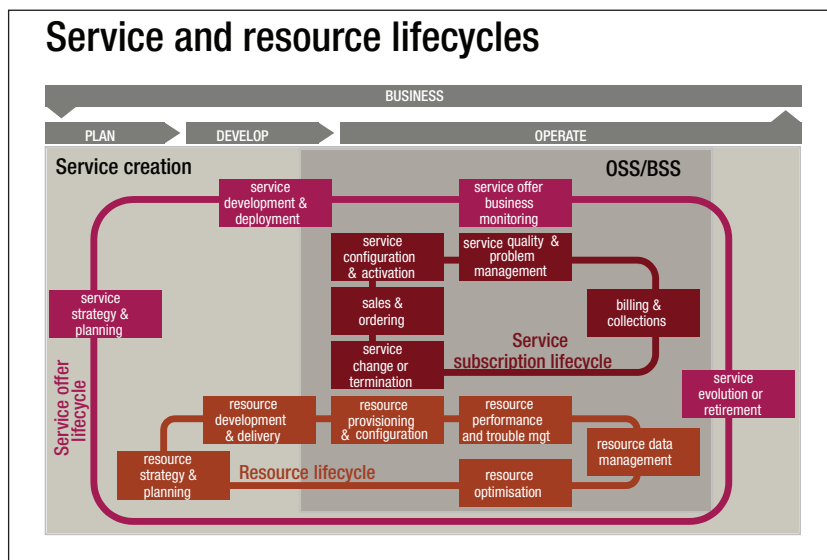 Service and resource lifecycles
BUSINESS
PLAN
DEVELOP
OPERATE
Service creation
OSS/BSS
service
development &
deployment
service offer
business
monitoring
service
configuration
& activation
service quality &
problem
management
service
strategy &
planning
sales &
ordering
billing &
collections
service
change or
termination
Service
subscription lifecycle
Service offer
lifecycle
service
evolution or
retirement
resource
development
& delivery
resource
provisioning
& configuration
resource
performance
and trouble mgt
resource data
management
resource
strategy &
planning
Resource lifecycle
resource
optimisation